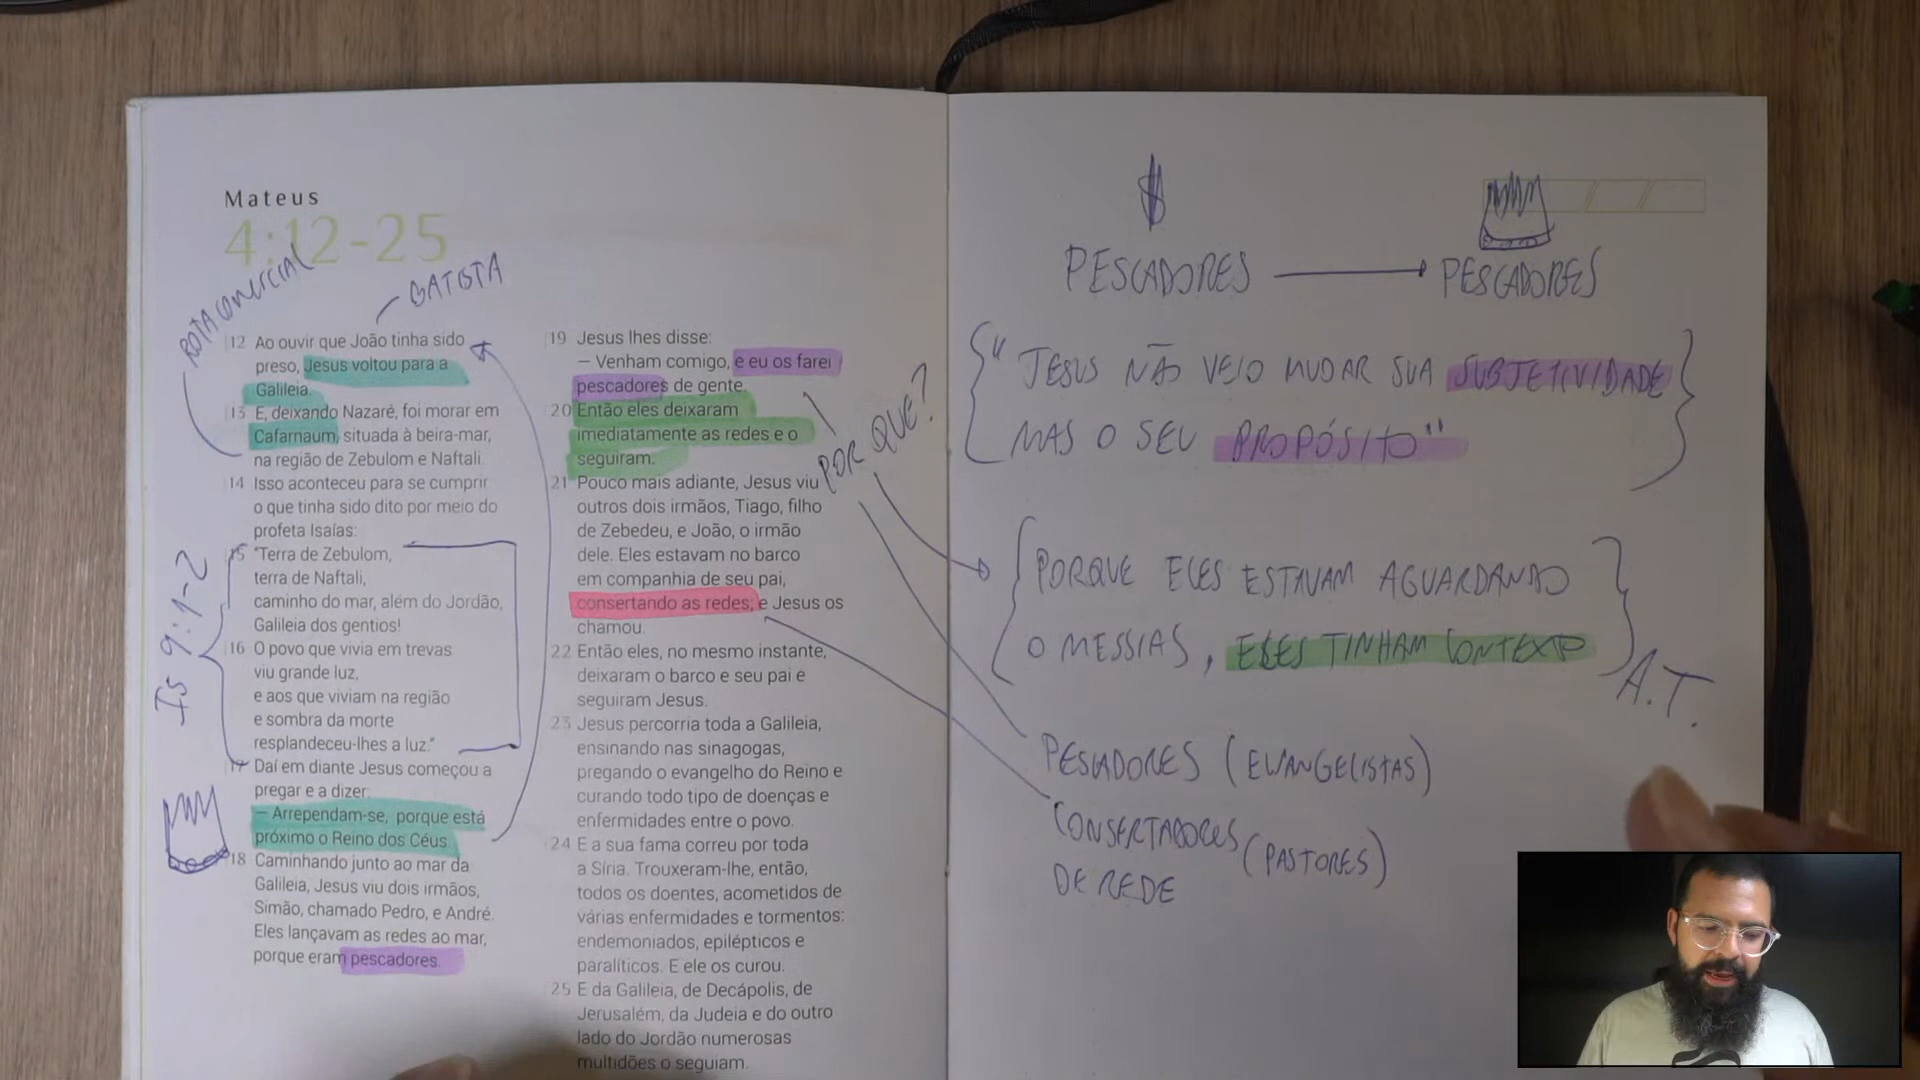 Mateus
4:12-25
ROTA COMERCIAL
BATISTA
12 Ao ouvir que João tinha sido
preso, Jesus voltou para a
Galileia.
13 E, deixando Nazaré, foi morar em
Cafarnaum, situada à beira-mar,
na região de Zebulom e Naftali.
14 Isso aconteceu para se cumprir
o que tinha sido dito por meio do
profeta Isaías:
15 "Terra de Zebulom,
terra de Naftali,
caminho do mar, além do Jordão,
Galileia dos gentios!
16 O povo que vivia em trevas
viu grande luz,
e aos que viviam na região
e sombra da morte
resplandeceu-lhes a luz."
Is 9:1-2
17 Daí em diante Jesus começou a
pregar e a dizer:
— Arrependam-se, porque está
próximo o Reino dos Céus.
18 Caminhando junto ao mar da
Galileia, Jesus viu dois irmãos,
Simão, chamado Pedro, e André.
Eles lançavam as redes ao mar,
porque eram pescadores.
19 Jesus lhes disse:
— Venham comigo, e eu os farei
pescadores de gente.
20 Então eles deixaram
imediatamente as redes e o
seguiram.
21 Pouco mais adiante, Jesus viu
outros dois irmãos, Tiago, filho
de Zebedeu, e João, o irmão
dele. Eles estavam no barco
em companhia de seu pai,
consertando as redes; e Jesus os
chamou.
22 Então eles, no mesmo instante,
deixaram o barco e seu pai e
seguiram Jesus.
23 Jesus percorria toda a Galileia,
ensinando nas sinagogas,
pregando o evangelho do Reino e
curando todo tipo de doenças e
enfermidades entre o povo.
24 E a sua fama correu por toda
a Síria. Trouxeram-lhe, então,
todos os doentes, acometidos de
várias enfermidades e tormentos:
endemoniados, epilépticos e
paralíticos. E ele os curou.
25 E da Galileia, de Decápolis, de
Jerusalém, da Judeia e do outro
lado do Jordão numerosas
multidões o seguiam.
POR QUE?
$
PESCADORES PESCADORES
"JESUS NÃO VEIO MUDAR SUA SUBJETIVIDADE
MAS O SEU PROPÓSITO"
PORQUE ELES ESTAVAM AGUARDANDO
O MESSIAS, ELES TINHAM CONTEXTO
A.T.
PESCADORES (EVANGELISTAS)
CONSERTADORES (PASTORES)
DE REDE